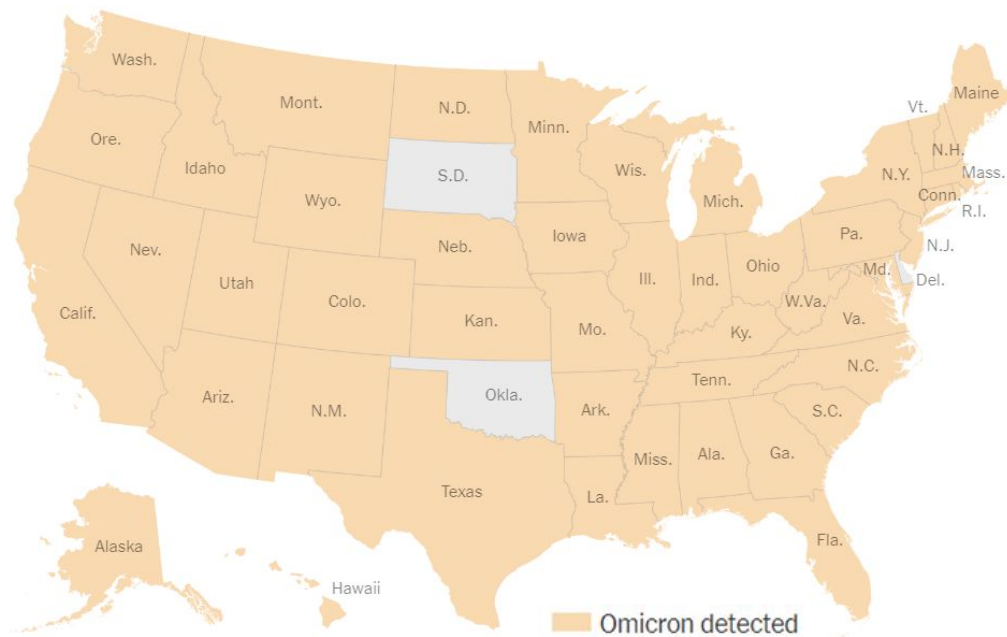 Wash.
Mont.
N.D.
Minn.
Vt.
Maine
Ore.
Idaho
S.D.
Wis.
N.H.
Wyo.
Mich.
N.Y.
Mass.
Conn.
R.I.
Nev.
Neb.
Iowa
Pa.
N.J.
Utah
Colo.
Ill.
Ind.
Ohio
Md.
Del.
Calif.
Kan.
Mo.
W.Va.
Va.
Ky.
Ariz.
N.M.
Okla.
Ark.
Tenn.
N.C.
S.C.
Miss.
Ala.
Ga.
Texas
La.
Fla.
Alaska
Hawaii
Omicron detected